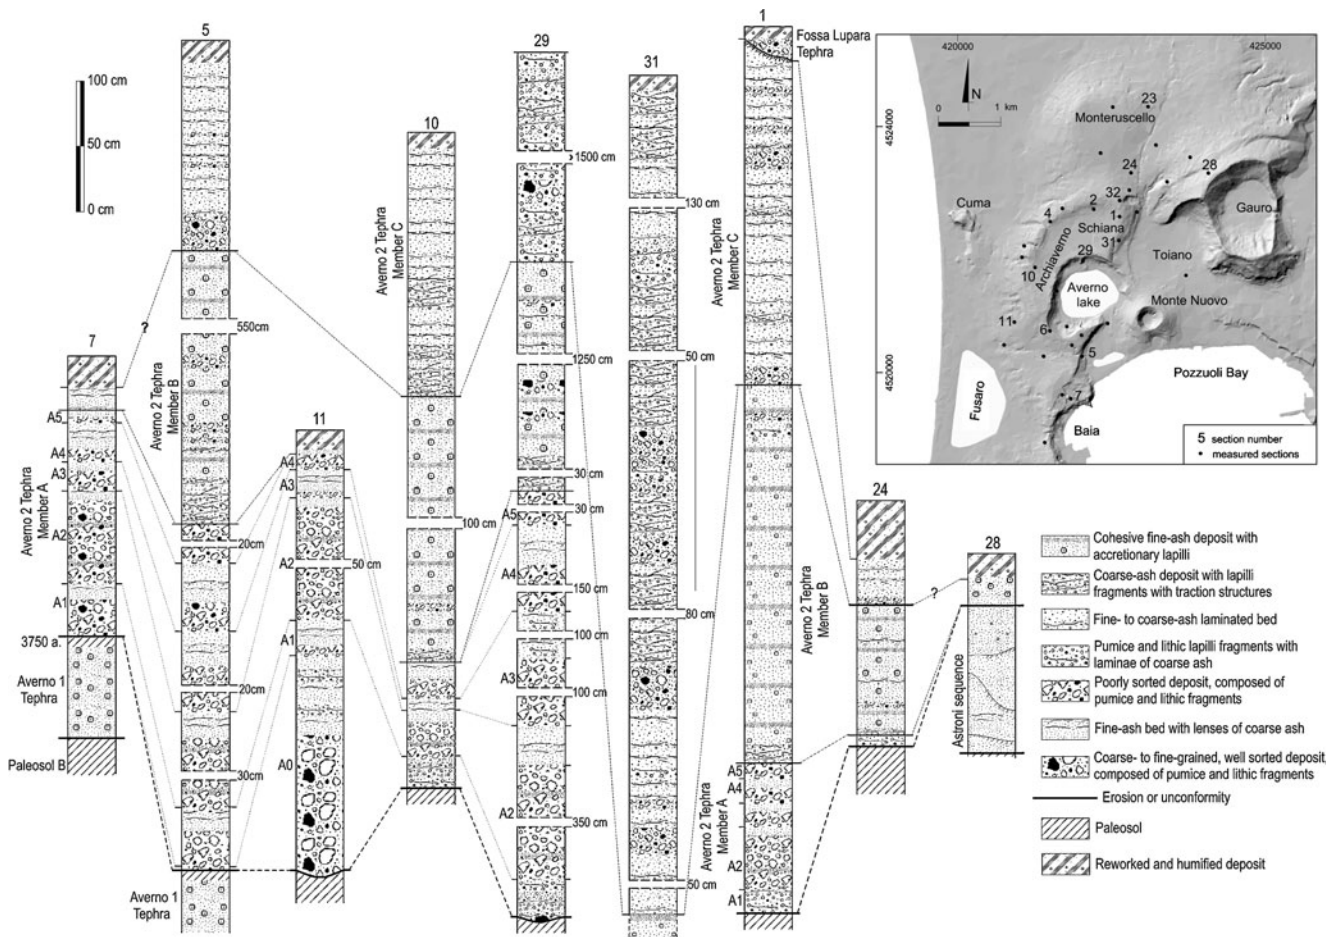 5
100 cm
50 cm
0 cm
550cm
?
Averno 2 Tephra
Member B
20cm
20cm
30cm
Averno 1
Tephra
7
A5
A4
A3
A2
A1
Averno 2 Tephra
Member A
3750 a.
Averno 1
Tephra
Paleosol B
11
A4
A3
A2
50 cm
A1
A0
10
Averno 2 Tephra
Member C
100 cm
29
1500 cm
1250 cm
30 cm
30 cm
A5
A4
150 cm
100 cm
A3
100 cm
A2
350 cm
31
130 cm
50 cm
80 cm
50 cm
1
Fossa Lupara
Tephra
Averno 2 Tephra
Member C
Averno 2 Tephra
Member B
Averno 2 Tephra
Member A
A5
A4
A2
A1
24
?
28
Astroni sequence
420000
425000
4524000
4520000
N
0 1 km
23
Monteruscello
24
28
32
Cuma
4
2
1
Schiana
31
Gauro
Archiaverno
29
Toiano
10
Averno
lake
Monte Nuovo
11
6
5
Pozzuoli Bay
Fusaro
7
Baia
5 section number
• measured sections
Cohesive fine-ash deposit with
accretionary lapilli
Coarse-ash deposit with lapilli
fragments with traction structures
Fine- to coarse-ash laminated bed
Pumice and lithic lapilli fragments with
laminae of coarse ash
Poorly sorted deposit, composed of
pumice and lithic fragments
Fine-ash bed with lenses of coarse ash
Coarse- to fine-grained, well sorted deposit,
composed of pumice and lithic fragments
Erosion or unconformity
Paleosol
Reworked and humified deposit